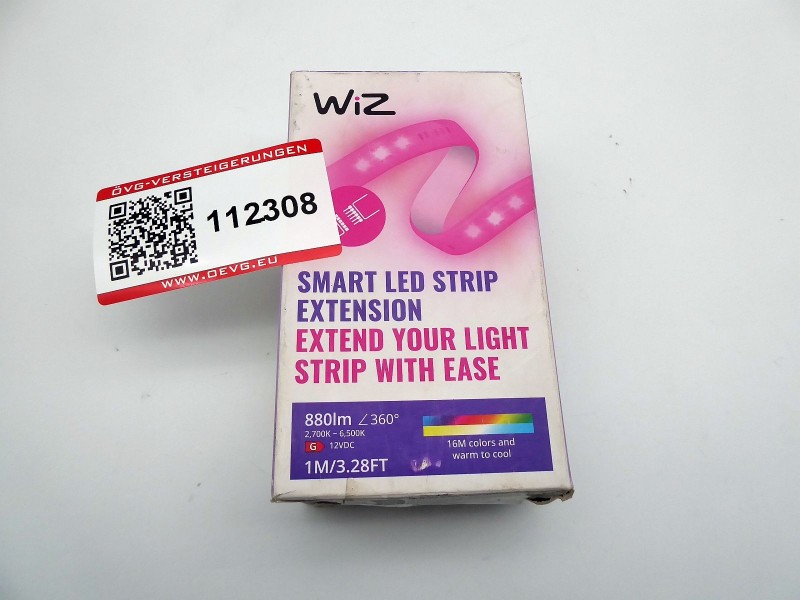 WiZ
ÖVG-VERSTEIGERUNGEN
112308
WWW.OEVG.EU
SMART LED STRIP
EXTENSION
EXTEND YOUR LIGHT
STRIP WITH EASE
880lm ∠360°
2,700K – 6,500K
G 12VDC
1M/3.28FT
16M colors and
warm to cool